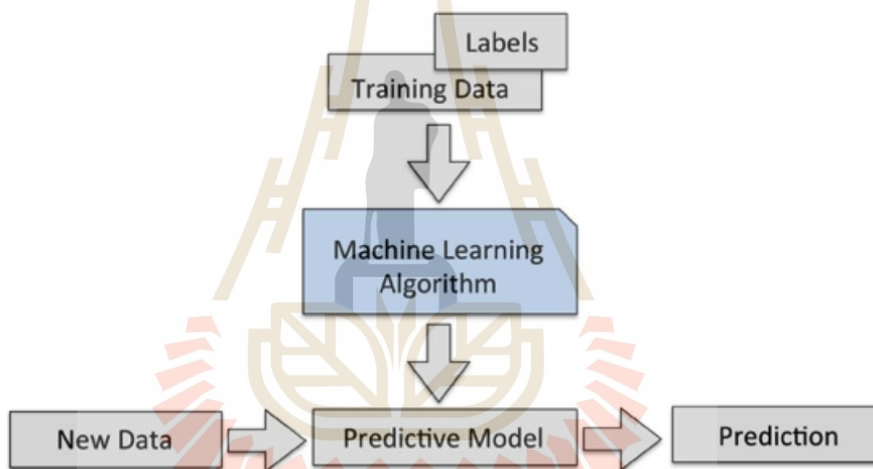 Labels
Training Data
Machine Learning
Algorithm
New Data
Predictive Model
Prediction